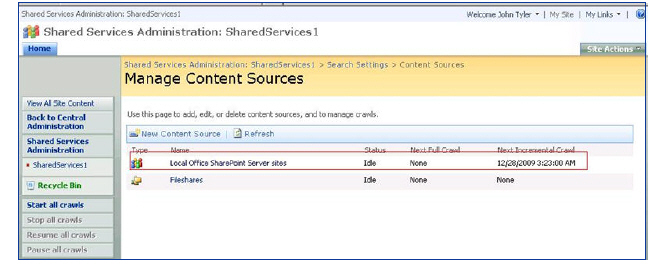 Shared Services Administration: SharedServices1
Welcome John Tyler | My Site | My Links |
Shared Services Administration: SharedServices1
Home
Site Actions
Shared Services Administration: SharedServices1 > Search Settings > Content Sources
Manage Content Sources
View All Site Content
Back to Central Administration
Shared Services Administration
SharedServices1
Recycle Bin
Start all crawls
Stop all crawls
Resume all crawls
Pause all crawls
Use this page to add, edit, or delete content sources, and to manage crawls.
New Content Source | Refresh
Type Name Status Next Full Crawl Next Incremental Crawl
Local Office SharePoint Server sites Idle None 12/28/2009 3:23:00 AM
Fileshares Idle None None